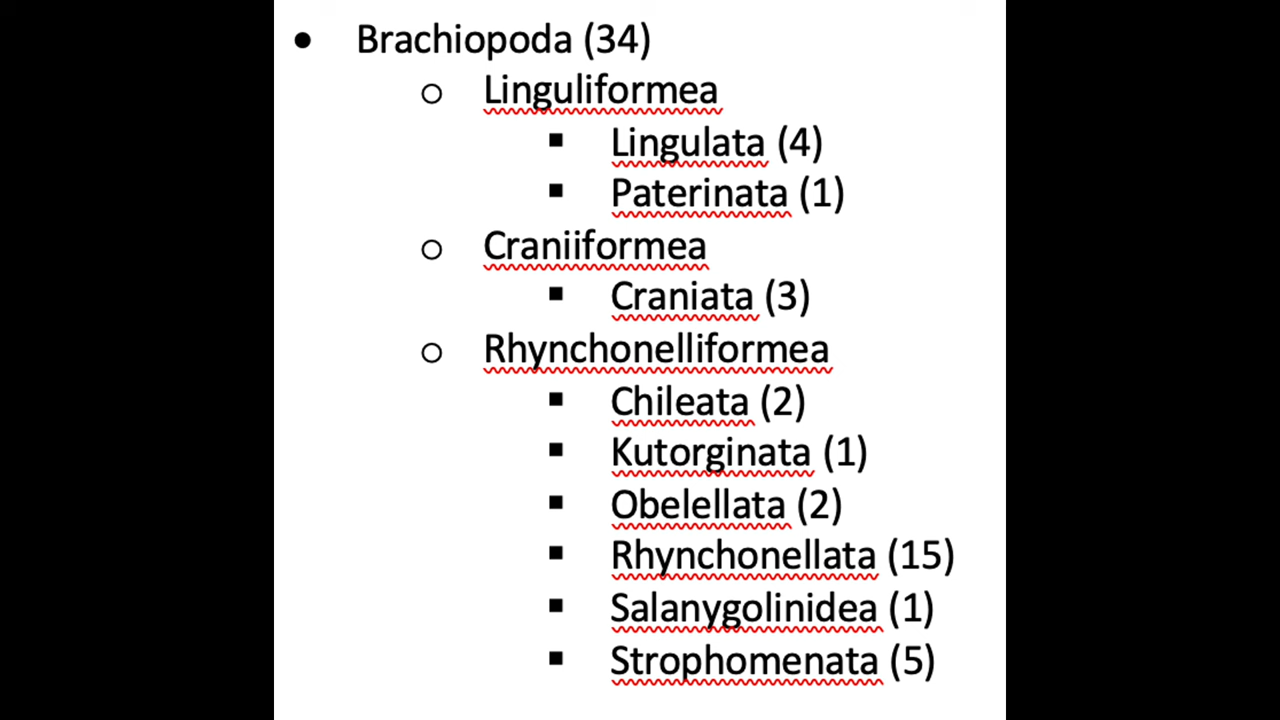 Brachiopoda (34)
Linguliformea
Lingulata (4)
Paterinata (1)
Craniiformea
Craniata (3)
Rhynchonelliformea
Chileata (2)
Kutorginata (1)
Obelellata (2)
Rhynchonellata (15)
Salanygolinidea (1)
Strophomenata (5)